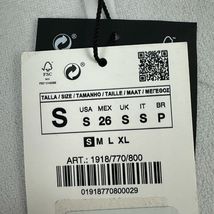 FSC
TALLA / SIZE / TAMANHO / TAILLE / MAAT / ΜΕΓΕΘΟΣ
USA MEX UK IT BR
S S 26 S S P
S M L XL
ART.: 1918/770/800
01918770800029